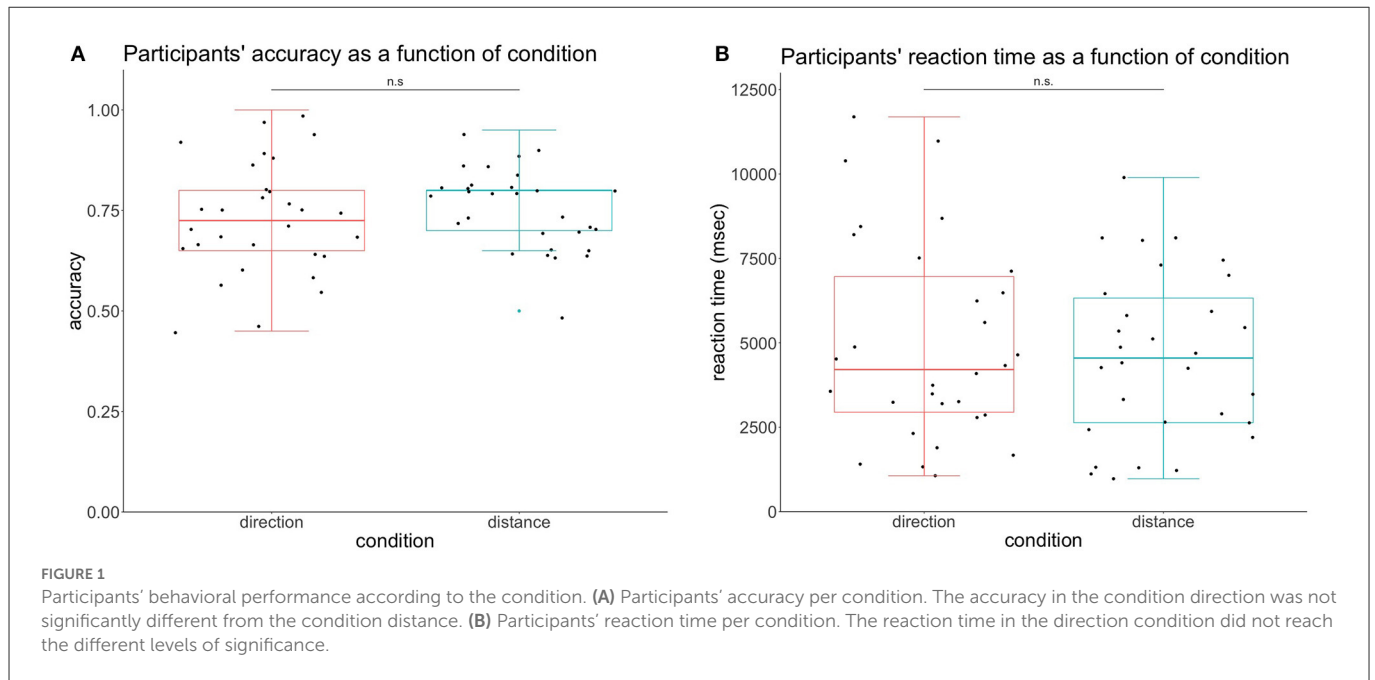 A Participants' accuracy as a function of condition
n.s
1.00
0.75
0.50
0.25
0.00
accuracy
direction distance
condition
B Participants' reaction time as a function of condition
n.s.
12500
10000
7500
5000
2500
0
reaction time (msec)
direction distance
condition
FIGURE 1
Participants' behavioral performance according to the condition. (A) Participants' accuracy per condition. The accuracy in the condition direction was not
significantly different from the condition distance. (B) Participants' reaction time per condition. The reaction time in the direction condition did not reach
the different levels of significance.